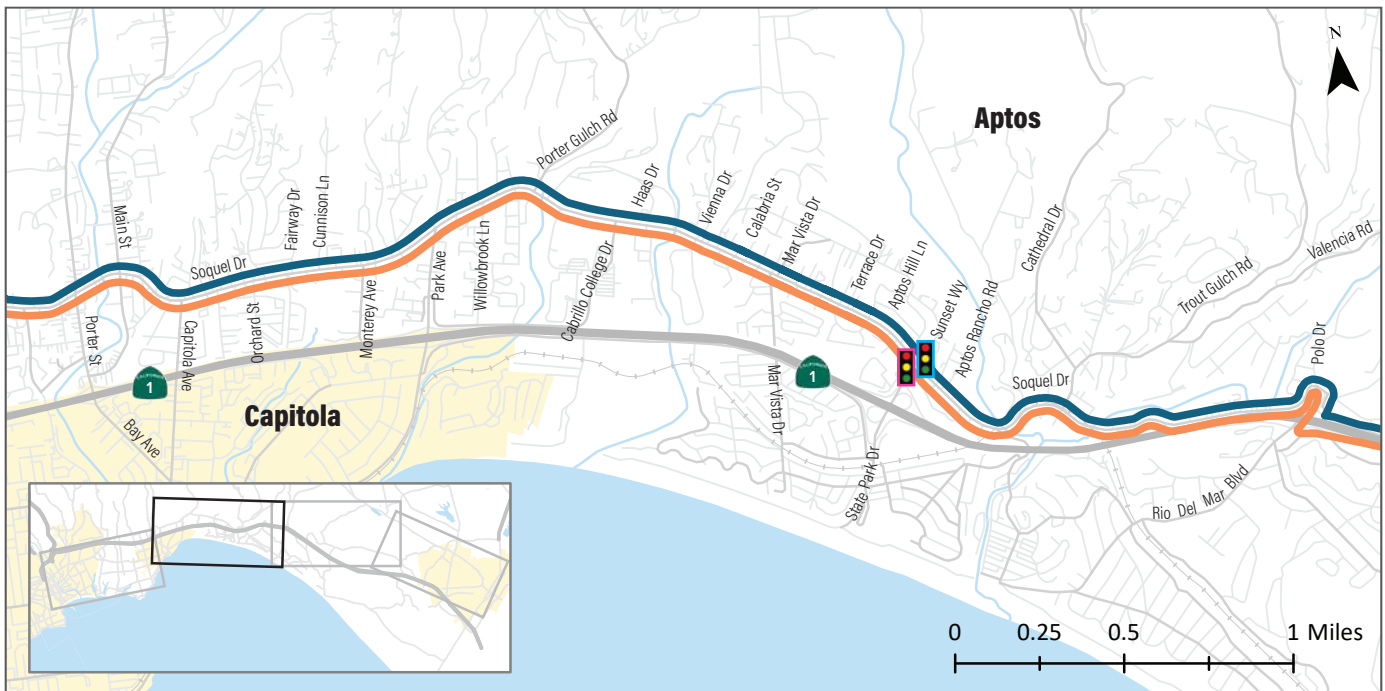 N
Aptos
Porter Gulch Rd
Haas Dr
Vienna Dr
Calabria St
Mar Vista Dr
Terrace Dr
Aptos Hill Ln
Sunset Wy
Aptos Rancho Rd
Cathedral Dr
Trout Gulch Rd
Valencia Rd
Polo Dr
Main St
Soquel Dr
Fairway Dr
Cunnison Ln
Park Ave
Willowbrook Ln
Cabrillo College Dr
Porter St
Capitola Ave
Orchard St
Monterey Ave
CALIFORNIA
1
Capitola
Bay Ave
CALIFORNIA
1
Mar Vista Dr
State Park Dr
Soquel Dr
Rio Del Mar Blvd
0 0.25 0.5 1 Miles